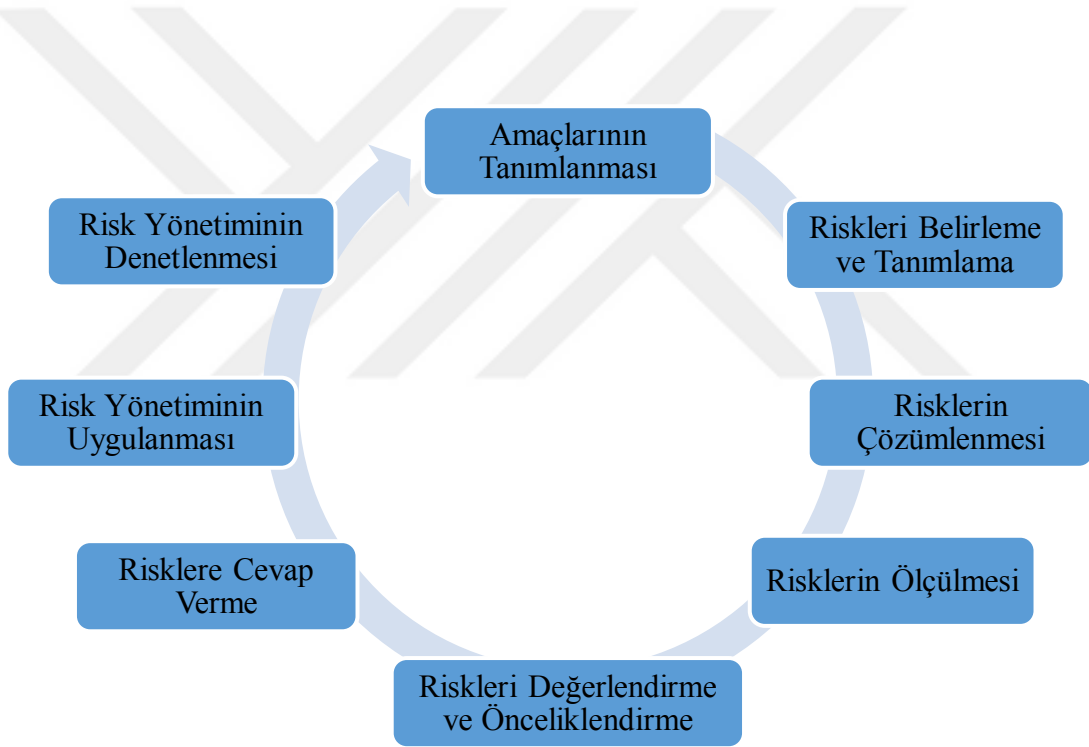 Amaçlarının
Tanımlanması
Riskleri Belirleme
ve Tanımlama
Risklerin
Çözümlenmesi
Risklerin Ölçülmesi
Riskleri Değerlendirme
ve Önceliklendirme
Risklere Cevap
Verme
Risk Yönetiminin
Uygulanması
Risk Yönetiminin
Denetlenmesi